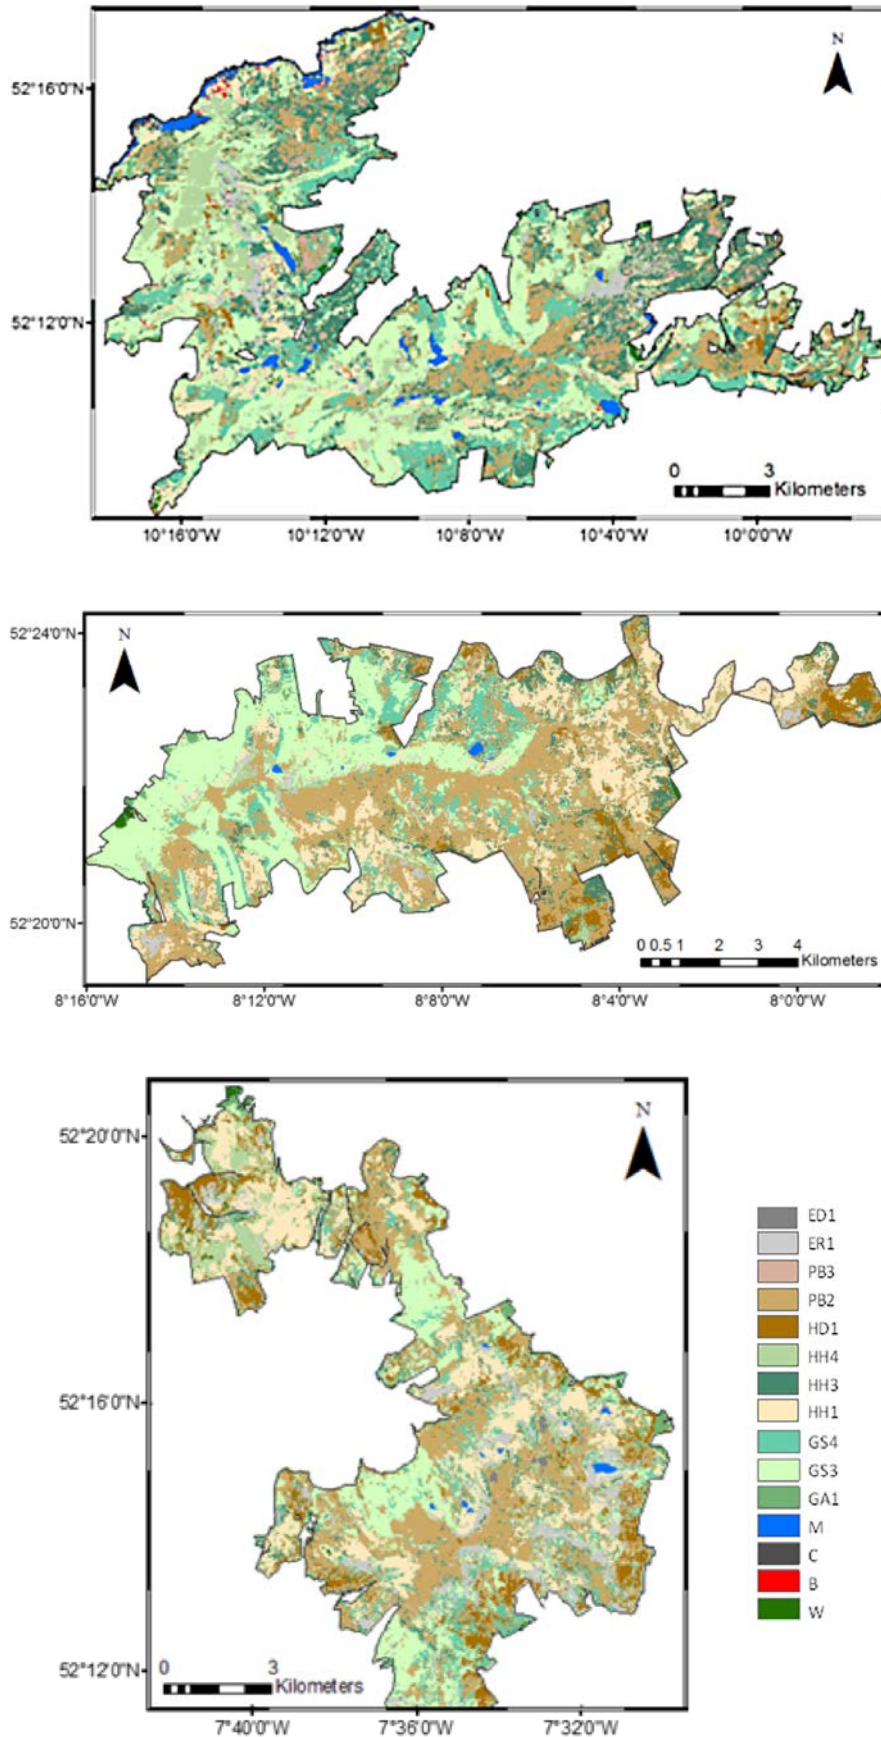 N
52°16'0"N
52°12'0"N
0 3
Kilometers
10°16'0"W 10°12'0"W 10°8'0"W 10°4'0"W 10°0'0"W
52°24'0"N
N
52°20'0"N
0 0.5 1 2 3 4
Kilometers
8°16'0"W 8°12'0"W 8°8'0"W 8°4'0"W 8°0'0"W
N
52°20'0"N
52°16'0"N
52°12'0"N
0 3
Kilometers
7°40'0"W 7°36'0"W 7°32'0"W
ED1
ER1
PB3
PB2
HD1
HH4
HH3
HH1
GS4
GS3
GA1
M
C
B
W